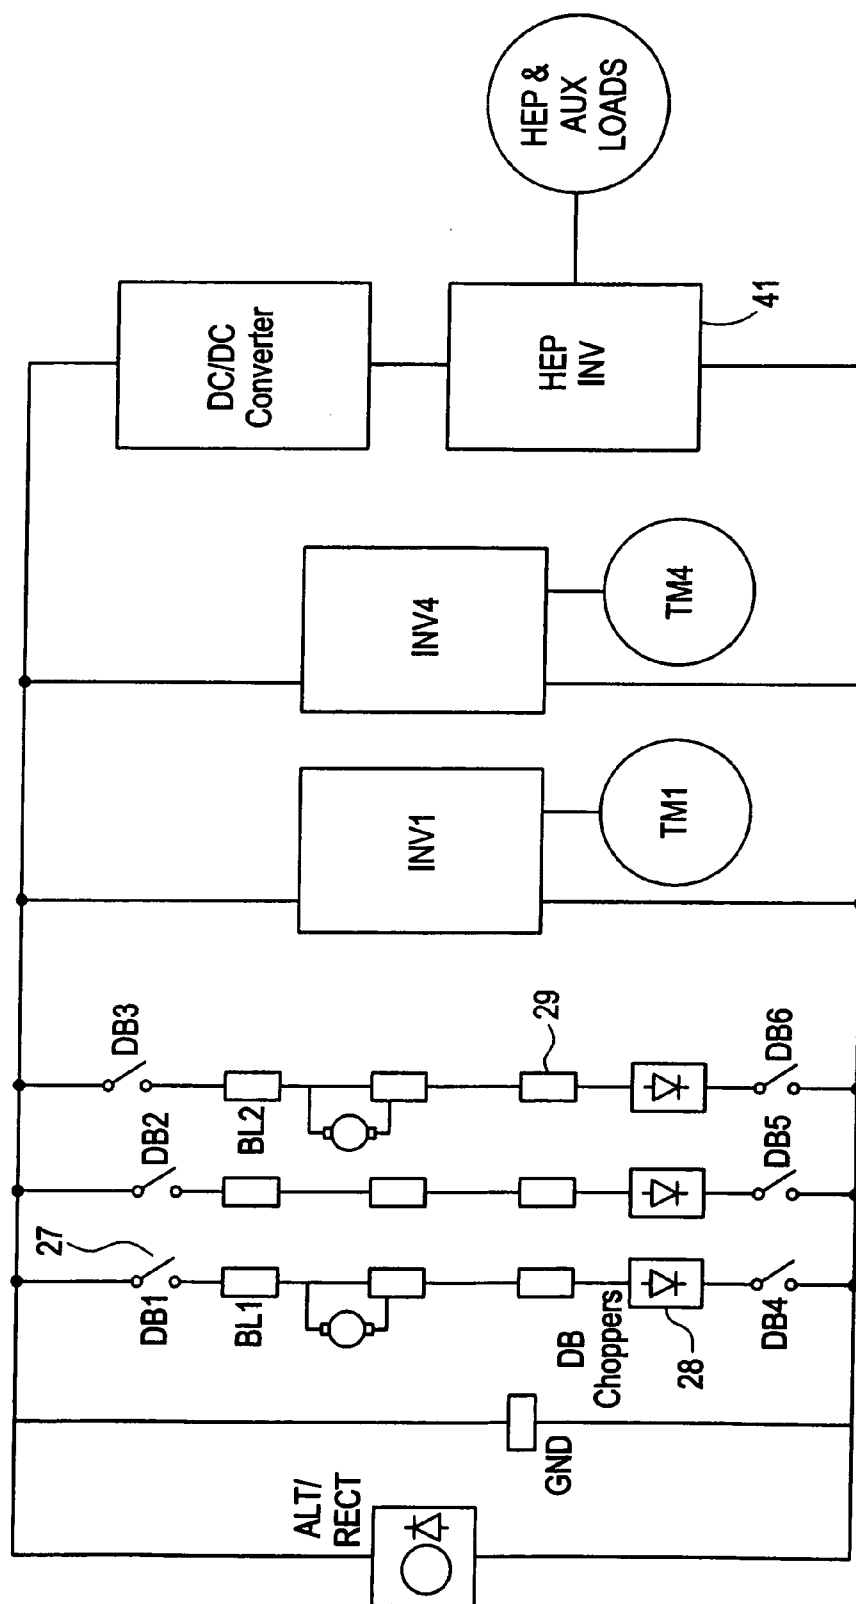 ALT/
RECT
GND
27
DB1
DB2
DB3
BL1
BL2
29
DB
Choppers
28
DB4
DB5
DB6
INV1
TM1
INV4
TM4
DC/DC
Converter
HEP
INV
41
HEP &
AUX
LOADS